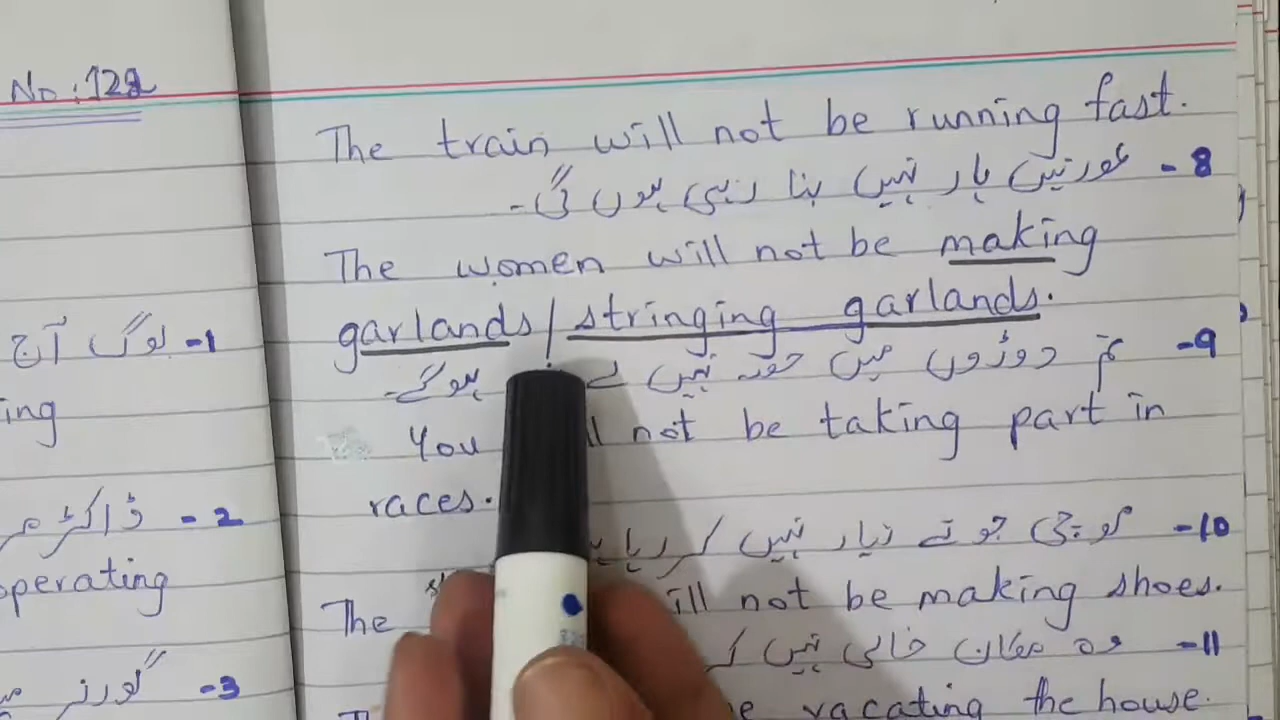 No: 122
1- لوگ آج
ing
2- ڈاکٹر مر
operating
3- گورنر م
The train will not be running fast.
8- عورتیں ہار نہیں بنا رہی ہوں گی۔
The women will not be making
garlands / stringing garlands.
9- تم دوڑوں میں حصہ نہیں لے ہوگے۔
You ll not be taking part in
races.
10- موچی جوتے تیار نہیں کر رہا
The ill not be making shoes.
11- وہ مکان خالی نہیں کر
e vacating the house.